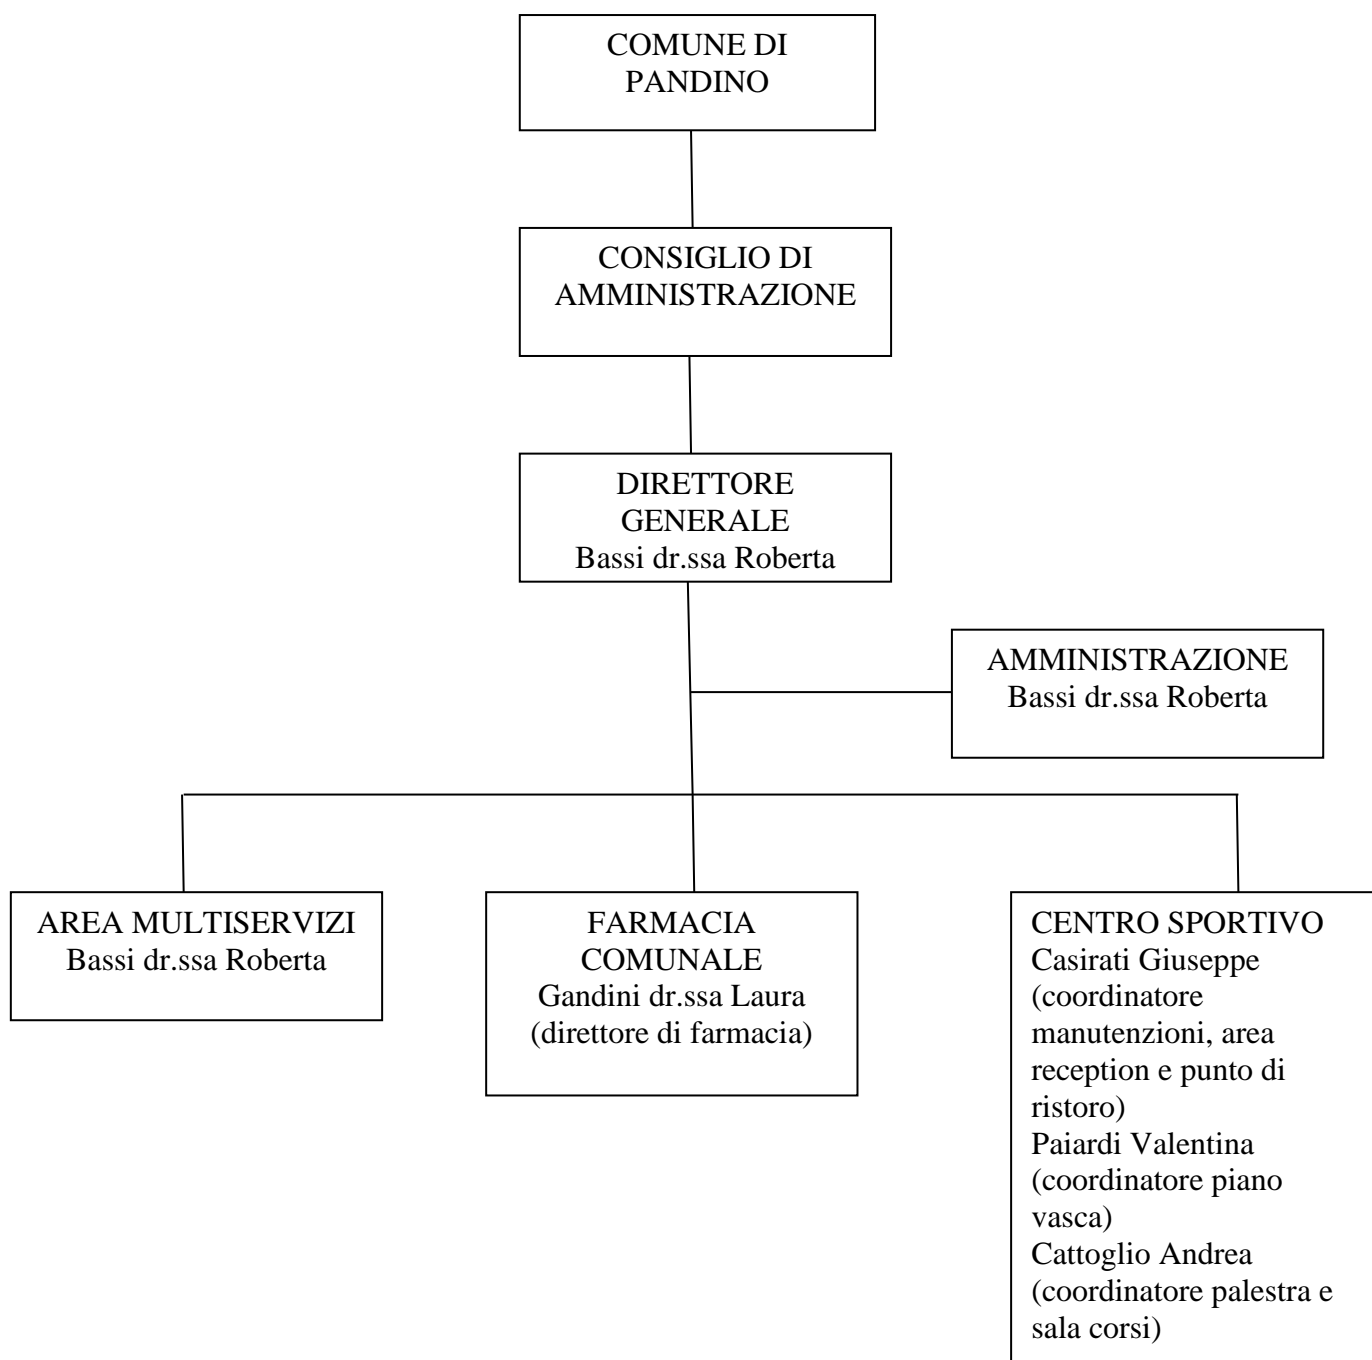 COMUNE DI
PANDINO
CONSIGLIO DI
AMMINISTRAZIONE
DIRETTORE
GENERALE
Bassi dr.ssa Roberta
AMMINISTRAZIONE
Bassi dr.ssa Roberta
AREA MULTISERVIZI
Bassi dr.ssa Roberta
FARMACIA
COMUNALE
Gandini dr.ssa Laura
(direttore di farmacia)
CENTRO SPORTIVO
Casirati Giuseppe
(coordinatore
manutenzioni, area
reception e punto di
ristoro)
Paiardi Valentina
(coordinatore piano
vasca)
Cattoglio Andrea
(coordinatore palestra e
sala corsi)